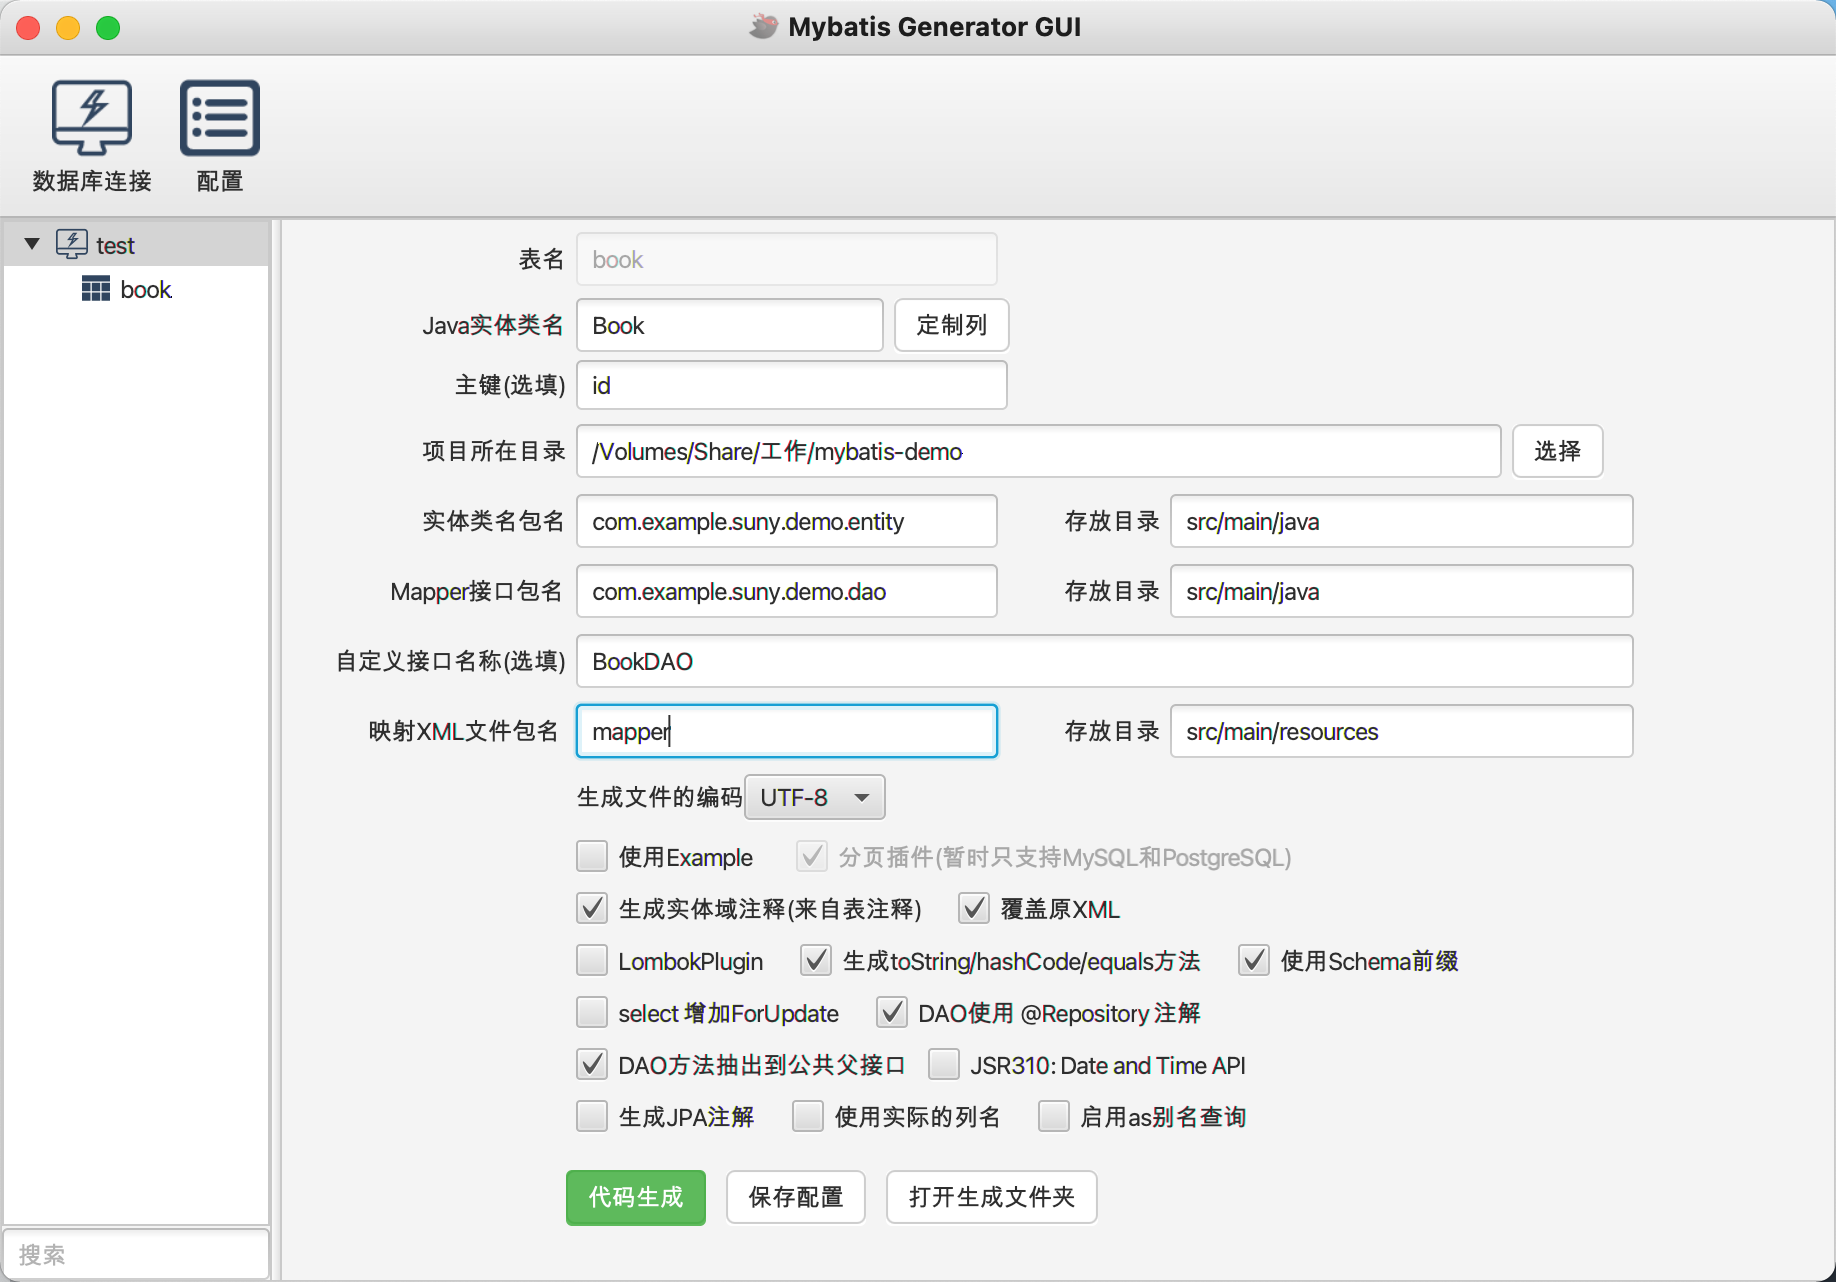 Mybatis Generator GUI
数据库连接 配置
test
book
表名 book
Java实体类名 Book 定制列
主键(选填) id
项目所在目录 /Volumes/Share/工作/mybatis-demo 选择
实体类名包名 com.example.suny.demo.entity 存放目录 src/main/java
Mapper接口包名 com.example.suny.demo.dao 存放目录 src/main/java
自定义接口名称(选填) BookDAO
映射XML文件包名 mapper 存放目录 src/main/resources
生成文件的编码 UTF-8
使用Example 分页插件(暂时只支持MySQL和PostgreSQL)
生成实体域注释(来自表注释) 覆盖原XML
LombokPlugin 生成toString/hashCode/equals方法 使用Schema前缀
select 增加ForUpdate DAO使用 @Repository 注解
DAO方法抽出到公共父接口 JSR310: Date and Time API
生成JPA注解 使用实际的列名 启用as别名查询
代码生成 保存配置 打开生成文件夹
搜索